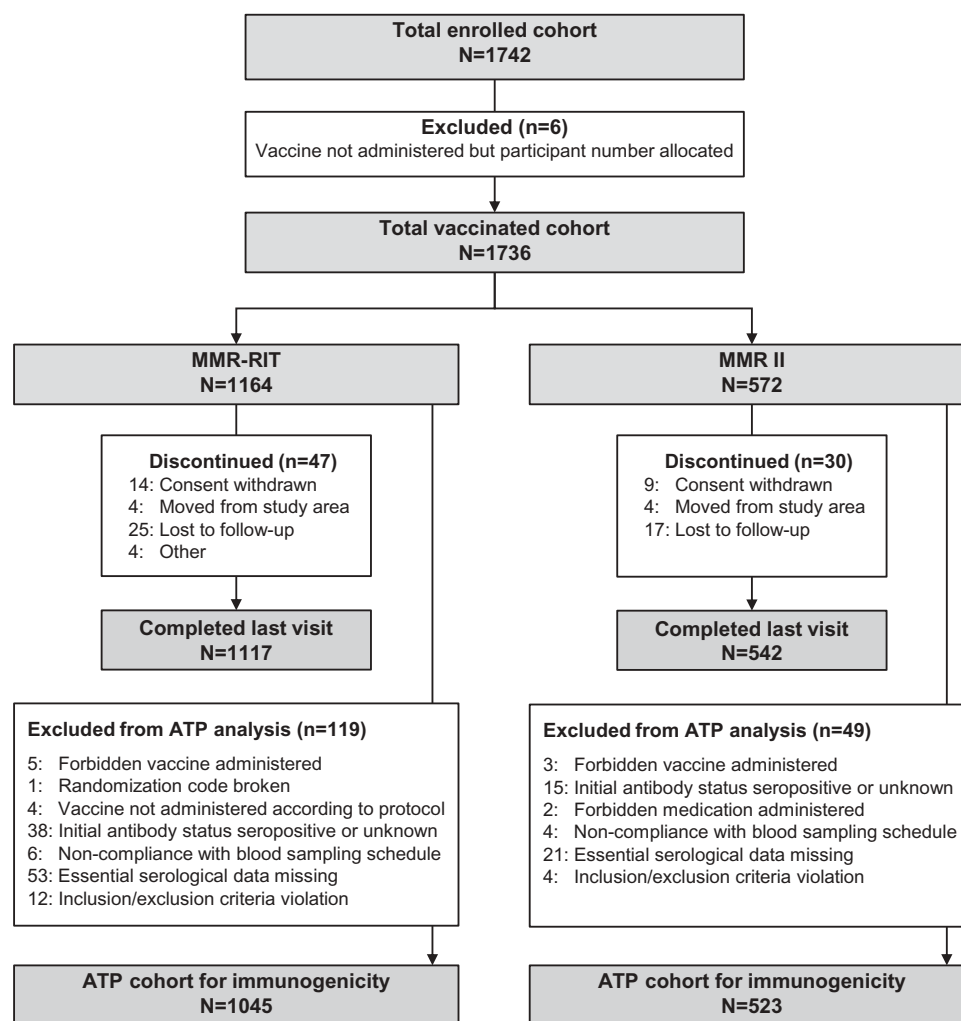 Total enrolled cohort
N=1742
Excluded (n=6)
Vaccine not administered but participant number allocated
Total vaccinated cohort
N=1736
MMR-RIT
N=1164
Discontinued (n=47)
14: Consent withdrawn
4: Moved from study area
25: Lost to follow-up
4: Other
Completed last visit
N=1117
Excluded from ATP analysis (n=119)
5: Forbidden vaccine administered
1: Randomization code broken
4: Vaccine not administered according to protocol
38: Initial antibody status seropositive or unknown
6: Non-compliance with blood sampling schedule
53: Essential serological data missing
12: Inclusion/exclusion criteria violation
ATP cohort for immunogenicity
N=1045
MMR II
N=572
Discontinued (n=30)
9: Consent withdrawn
4: Moved from study area
17: Lost to follow-up
Completed last visit
N=542
Excluded from ATP analysis (n=49)
3: Forbidden vaccine administered
15: Initial antibody status seropositive or unknown
2: Forbidden medication administered
4: Non-compliance with blood sampling schedule
21: Essential serological data missing
4: Inclusion/exclusion criteria violation
ATP cohort for immunogenicity
N=523